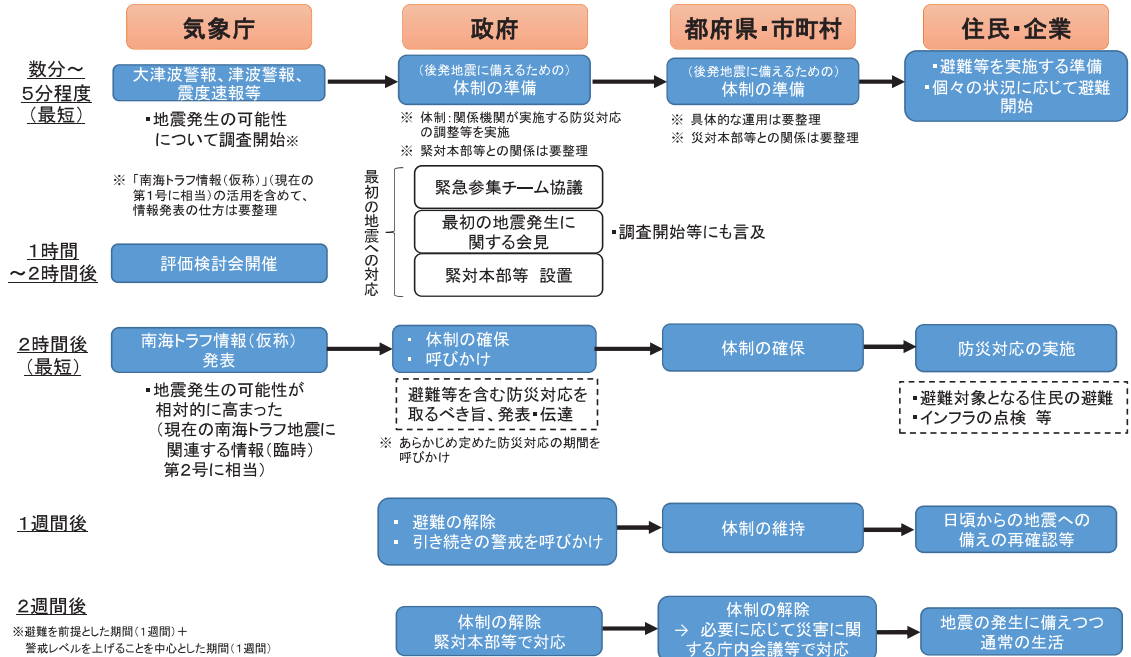 気象庁
政府
都府県・市町村
住民・企業
数分～
5分程度
(最短)
大津波警報、津波警報、
震度速報等
・地震発生の可能性
について調査開始※
※ 「南海トラフ情報(仮称)」(現在の
第1号に相当)の活用を含めて、
情報発表の仕方は要整理
(後発地震に備えるための)
体制の準備
※ 体制:関係機関が実施する防災対応
の調整等を実施
※ 緊対本部等との関係は要整理
(後発地震に備えるための)
体制の準備
※ 具体的な運用は要整理
※ 災対本部等との関係は要整理
・避難等を実施する準備
・個々の状況に応じて避難
開始
最初の地震への対応
緊急参集チーム協議
最初の地震発生に
関する会見
・調査開始等にも言及
緊対本部等 設置
1時間
～2時間後
評価検討会開催
2時間後
(最短)
南海トラフ情報(仮称)
発表
・地震発生の可能性が
相対的に高まった
(現在の南海トラフ地震に
関連する情報(臨時)
第2号に相当)
・ 体制の確保
・ 呼びかけ
避難等を含む防災対応を
取るべき旨、発表・伝達
※ あらかじめ定めた防災対応の期間を
呼びかけ
体制の確保
防災対応の実施
・避難対象となる住民の避難
・インフラの点検 等
1週間後
・ 避難の解除
・ 引き続きの警戒を呼びかけ
体制の維持
日頃からの地震への
備えの再確認等
2週間後
※避難を前提とした期間(1週間)+
警戒レベルを上げることを中心とした期間(1週間)
体制の解除
緊対本部等で対応
体制の解除
→ 必要に応じて災害に関
する庁内会議等で対応
地震の発生に備えつつ
通常の生活